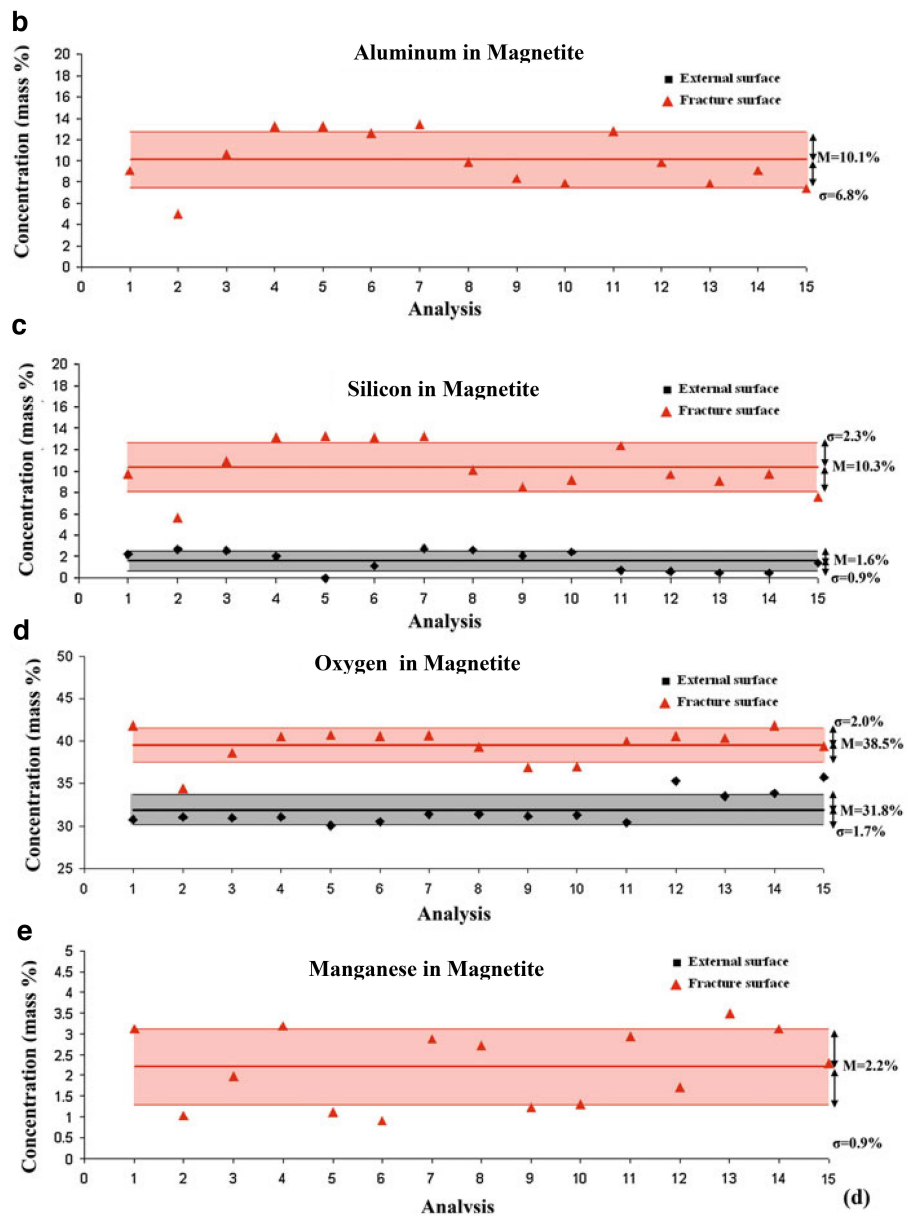 b
Aluminum in Magnetite
Concentration (mass %)
20
18
16
14
12
10
8
6
4
2
0
External surface
Fracture surface
M=10.1%
σ=6.8%
0 1 2 3 4 5 6 7 8 9 10 11 12 13 14 15
Analysis
c
Silicon in Magnetite
Concentration (mass %)
20
18
16
14
12
10
8
6
4
2
0
External surface
Fracture surface
σ=2.3%
M=10.3%
M=1.6%
σ=0.9%
0 1 2 3 4 5 6 7 8 9 10 11 12 13 14 15
Analysis
d
Oxygen in Magnetite
Concentration (mass %)
50
45
40
35
30
25
External surface
Fracture surface
σ=2.0%
M=38.5%
M=31.8%
σ=1.7%
0 1 2 3 4 5 6 7 8 9 10 11 12 13 14 15
Analysis
e
Manganese in Magnetite
Concentration (mass %)
5
4.5
4
3.5
3
2.5
2
1.5
1
0.5
0
External surface
Fracture surface
M=2.2%
σ=0.9%
0 1 2 3 4 5 6 7 8 9 10 11 12 13 14 15
Analysis
(d)